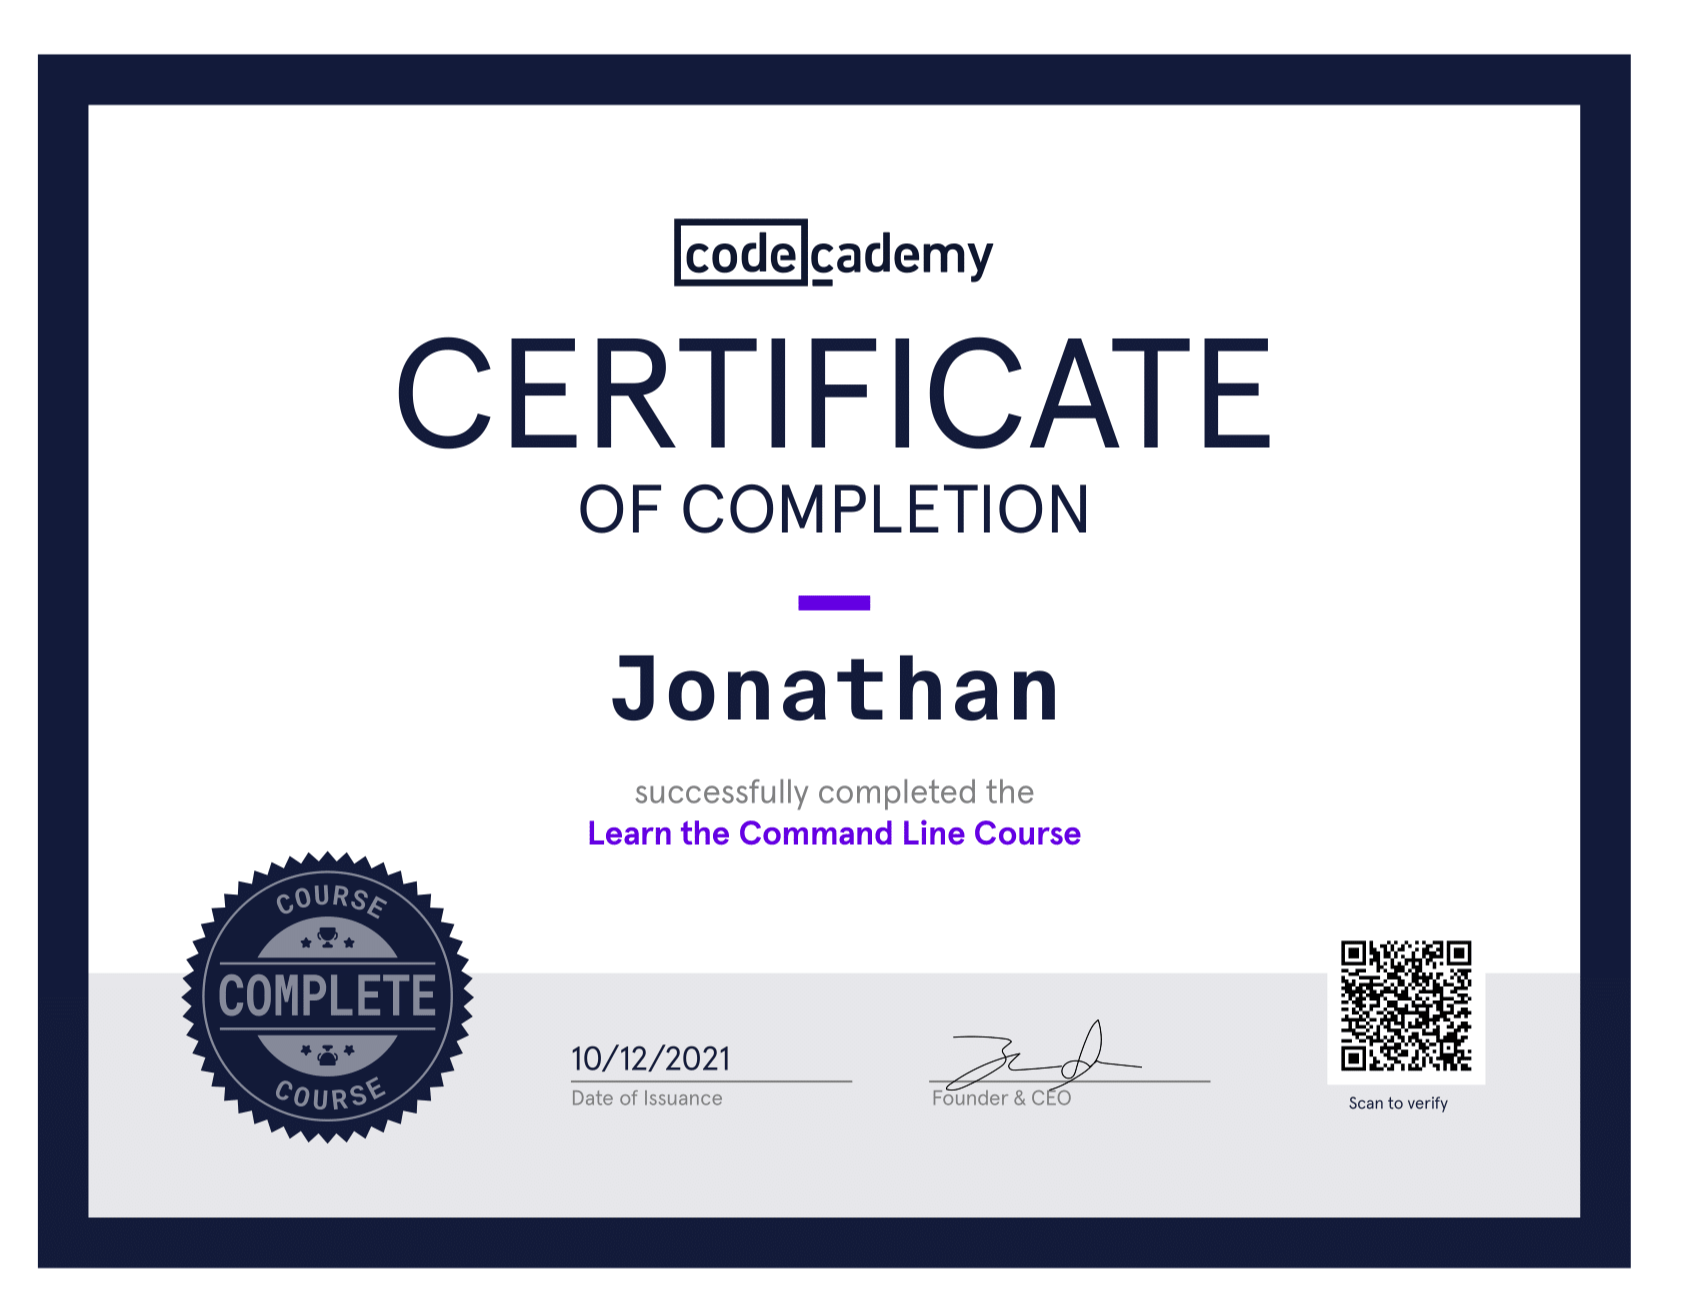 codecademy
CERTIFICATE
OF COMPLETION
Jonathan
successfully completed the
Learn the Command Line Course
COURSE
COMPLETE
COURSE
10/12/2021
Date of Issuance
Founder & CEO
Scan to verify